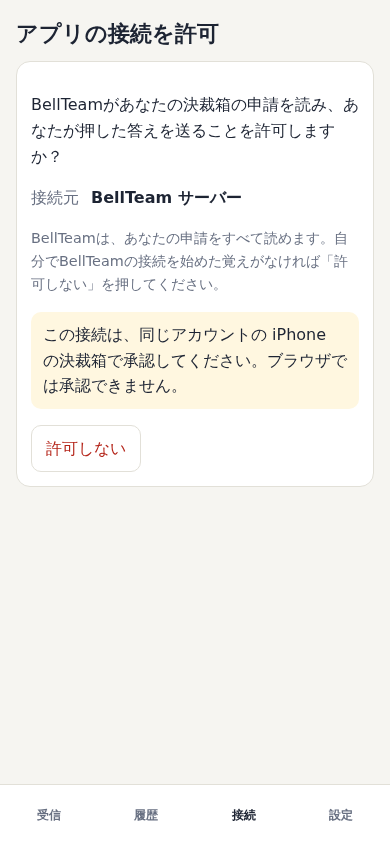 アプリの接続を許可
BellTeamがあなたの決裁箱の申請を読み、あ
なたが押した答えを送ることを許可します
か？
接続元 BellTeam サーバー
BellTeamは、あなたの申請をすべて読めます。自
分でBellTeamの接続を始めた覚えがなければ「許
可しない」を押してください。
この接続は、同じアカウントの iPhone
の決裁箱で承認してください。ブラウザで
は承認できません。
許可しない
受信 履歴 接続 設定